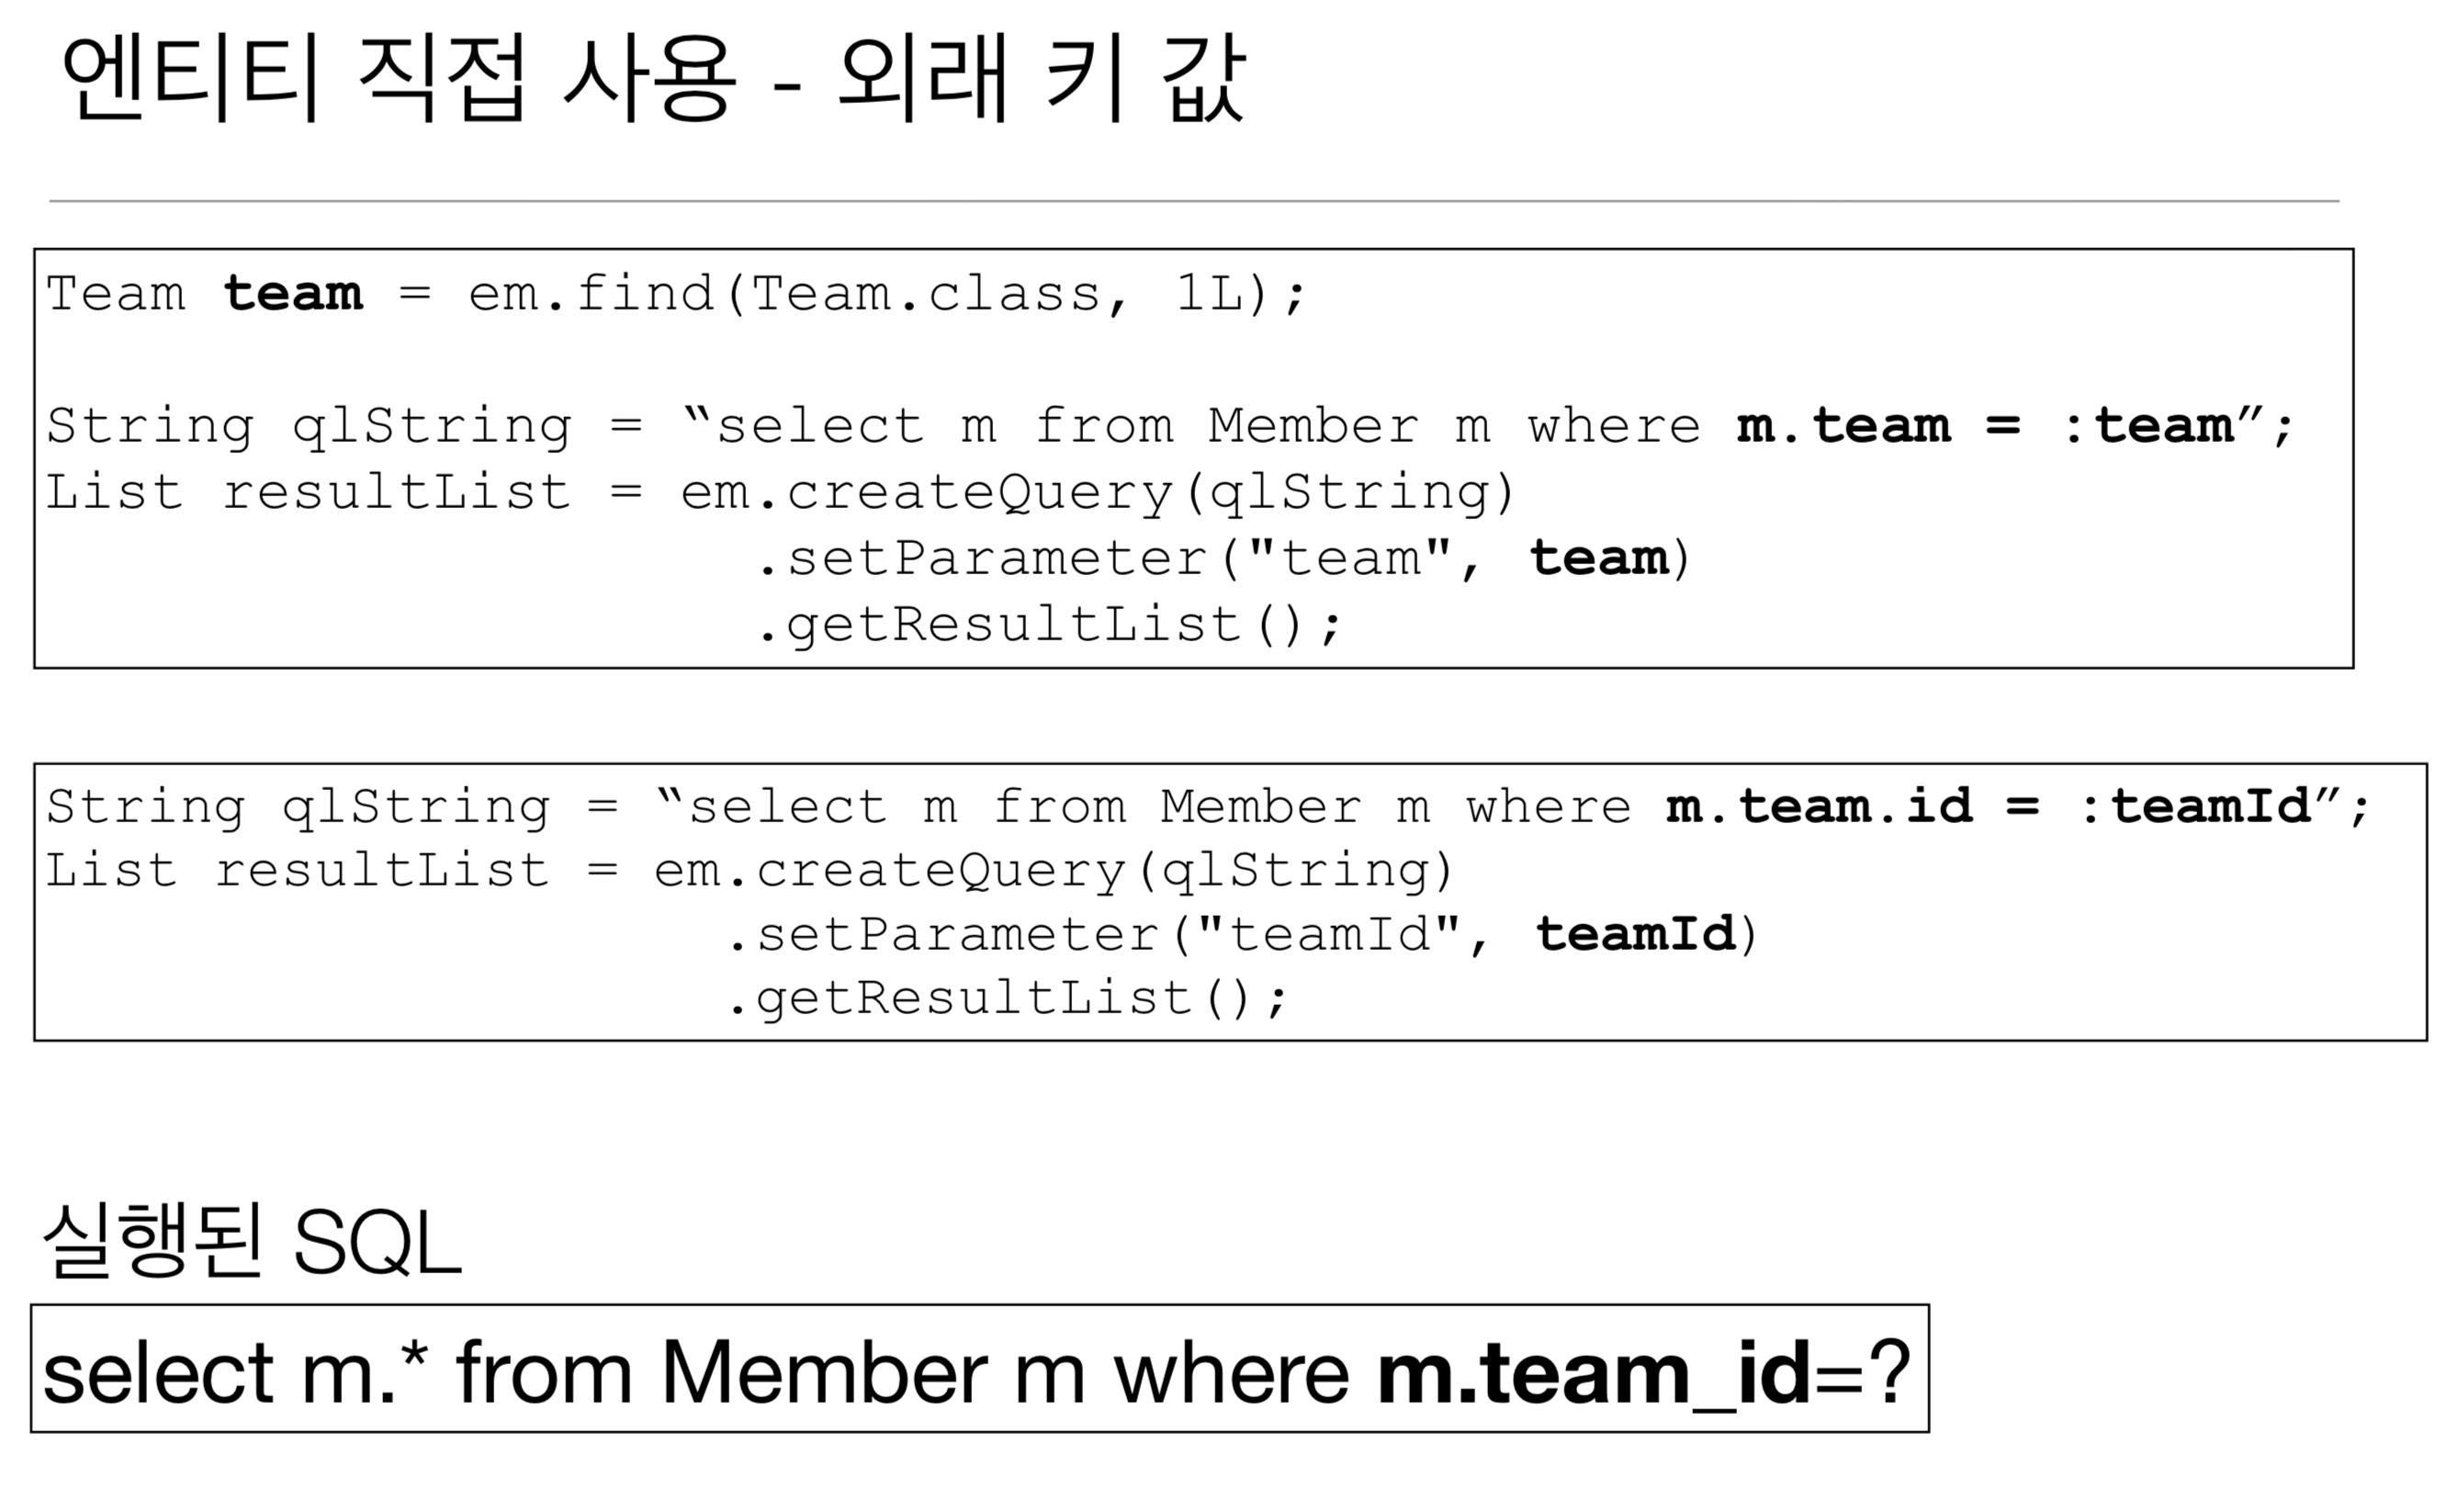 엔티티 직접 사용 - 외래 키 값
Team team = em.find(Team.class, 1L);
String qlString = “select m from Member m where m.team = :team”;
List resultList = em.createQuery(qlString)
.setParameter("team", team)
.getResultList();
String qlString = “select m from Member m where m.team.id = :teamId”;
List resultList = em.createQuery(qlString)
.setParameter("teamId", teamId)
.getResultList();
실행된 SQL
select m.* from Member m where m.team_id=?